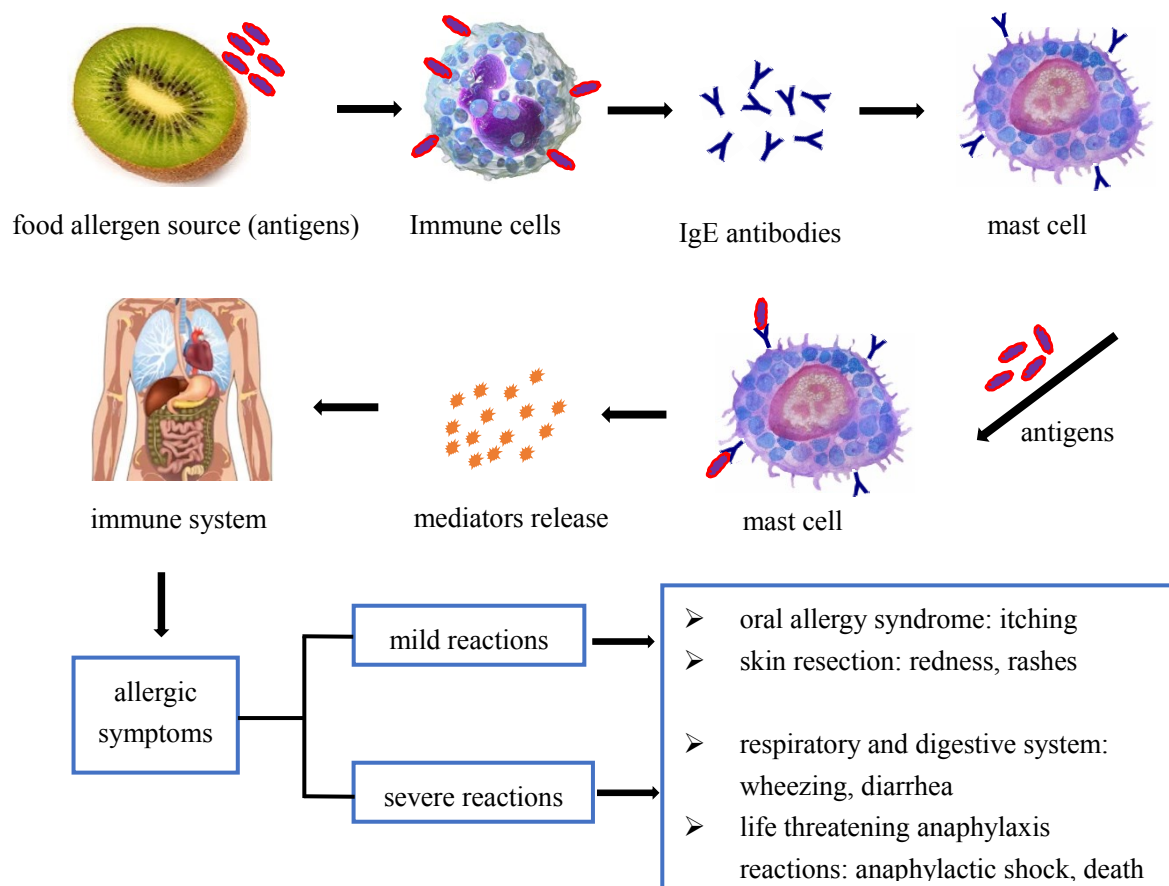 food allergen source (antigens)
Immune cells
IgE antibodies
mast cell
antigens
mast cell
mediators release
immune system
allergic
symptoms
mild reactions
severe reactions
➢ oral allergy syndrome: itching
➢ skin resection: redness, rashes
➢ respiratory and digestive system:
wheezing, diarrhea
➢ life threatening anaphylaxis
reactions: anaphylactic shock, death